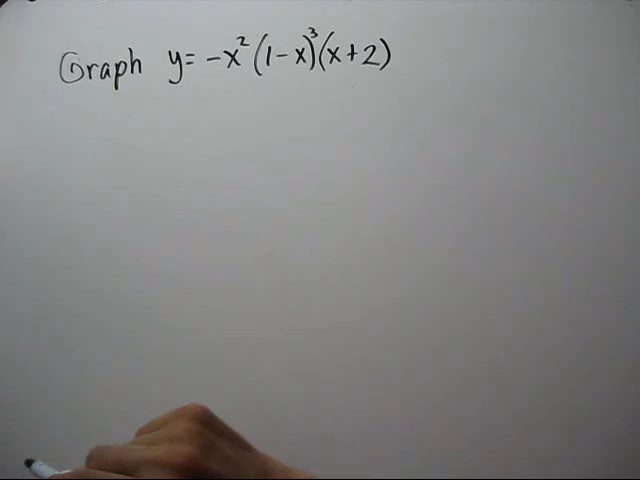 Graph y = -x² (1-x)³(x+2)